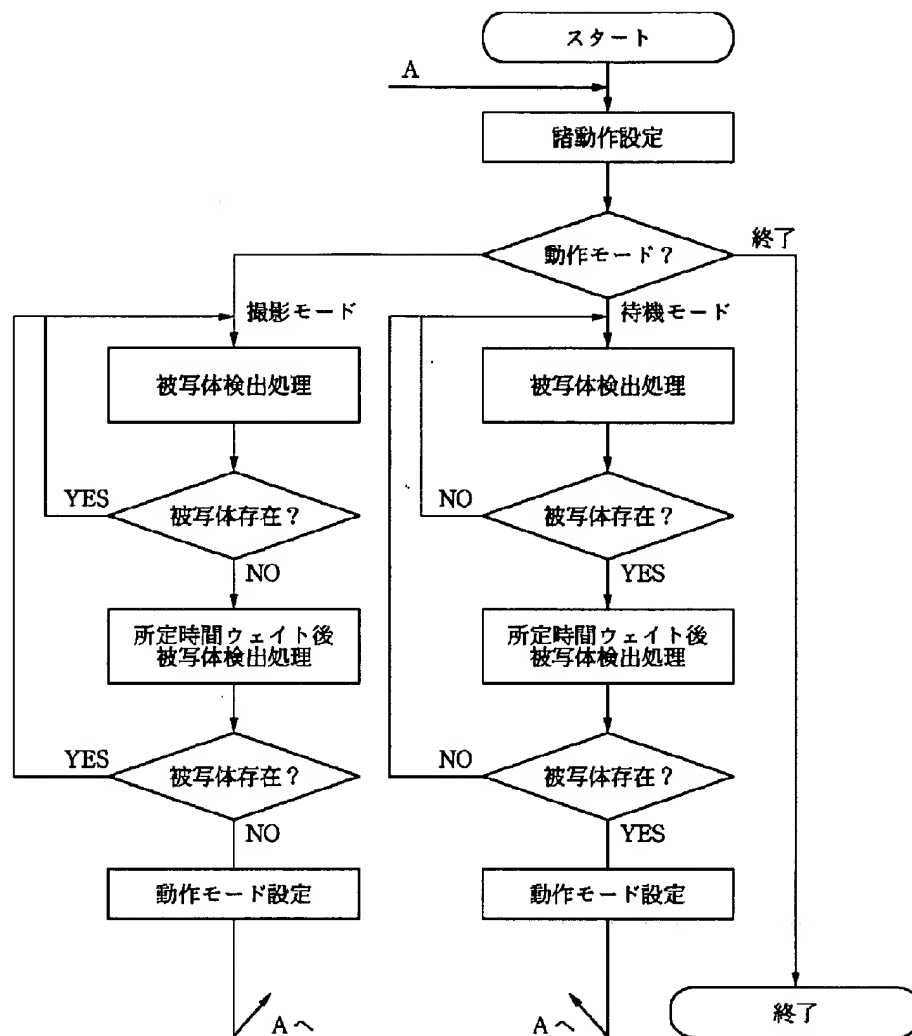 スタート
A
諸動作設定
動作モード？
終了
撮影モード
待機モード
被写体検出処理
被写体検出処理
YES
被写体存在？
NO
被写体存在？
NO
YES
所定時間ウェイト後
被写体検出処理
所定時間ウェイト後
被写体検出処理
YES
被写体存在？
NO
被写体存在？
NO
YES
動作モード設定
動作モード設定
Aへ
Aへ
終了